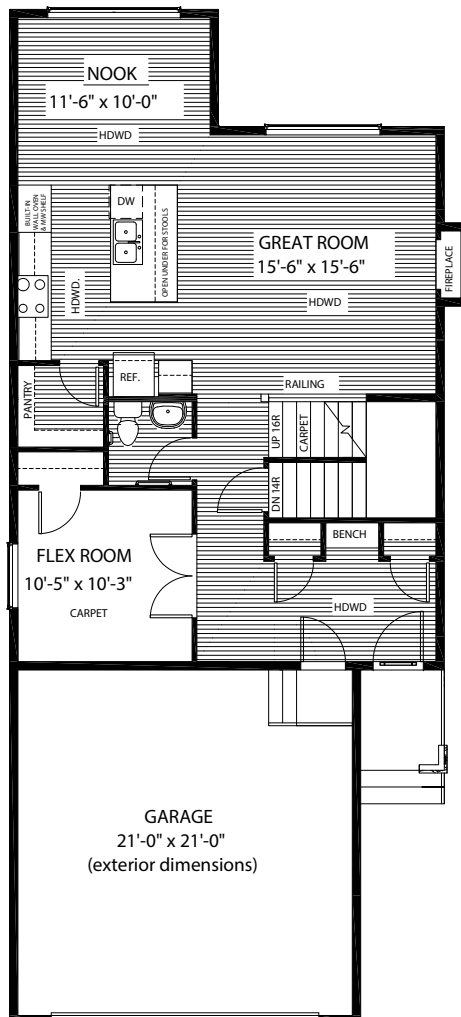 NOOK
11'-6" x 10'-0"
HDWD
BUILT-IN
WALL OVEN
& MW SHELF
DW
OPEN UNDER FOR STOOLS
GREAT ROOM
15'-6" x 15'-6"
HDWD
FIREPLACE
HDWD.
REF.
PANTRY
RAILING
UP 16R
CARPET
DN 14R
BENCH
FLEX ROOM
10'-5" x 10'-3"
CARPET
HDWD
GARAGE
21'-0" x 21'-0"
(exterior dimensions)